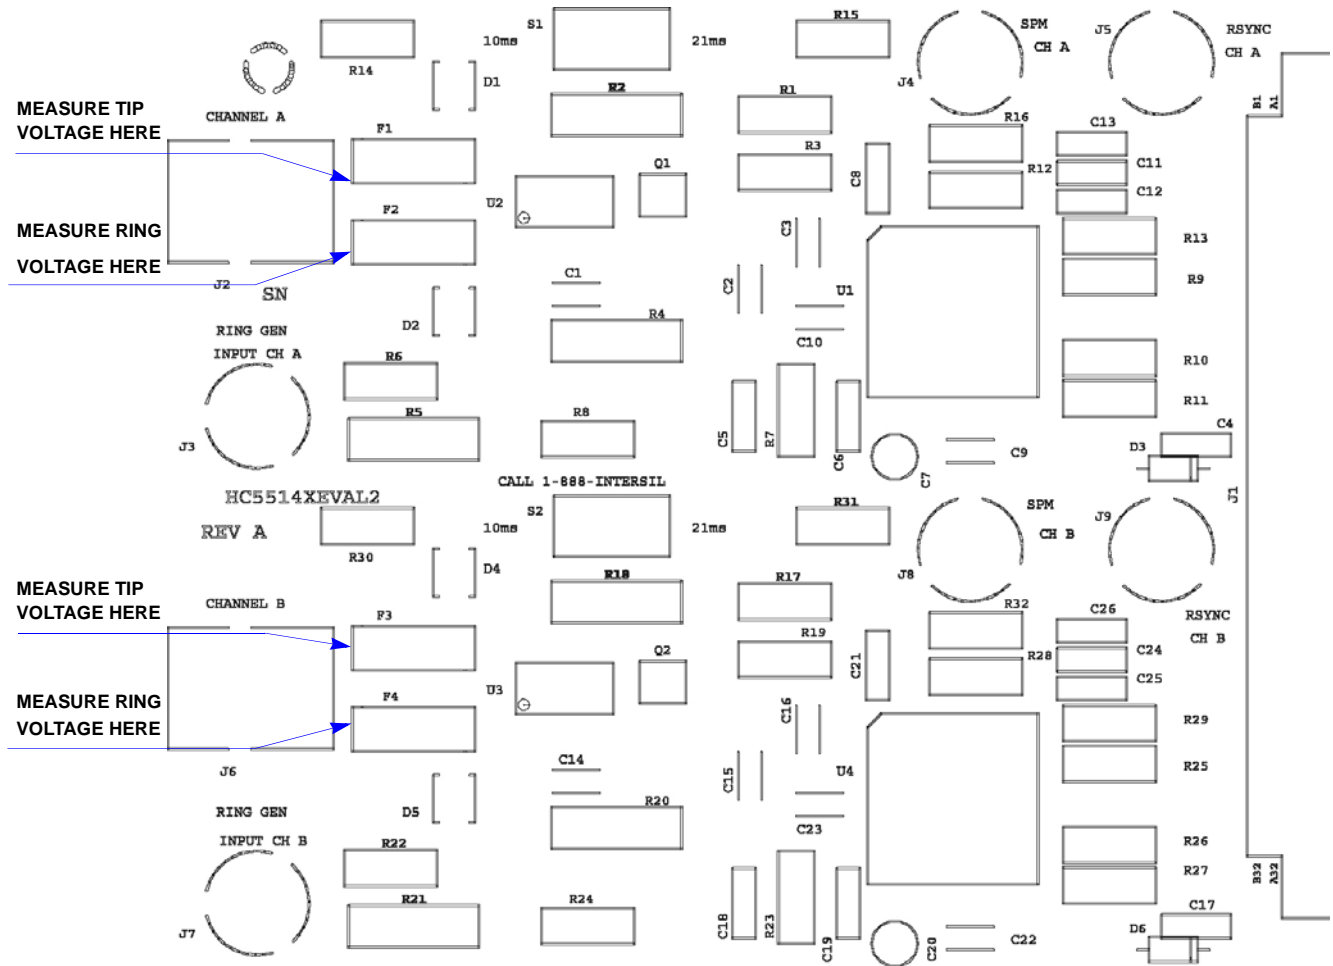 S1
R15
SPM
J5
RSYNC
10ms
21ms
CH A
CH A
R14
D1
J4
MEASURE TIP
VOLTAGE HERE
CHANNEL A
R2
R1
B1
A1
F1
R16
C13
R3
C8
Q1
R12
C11
C12
U2
F2
MEASURE RING
VOLTAGE HERE
C3
R13
J2
SN
C1
C2
U1
R9
RING GEN
INPUT CH A
D2
R4
C10
R6
R10
R5
R8
R11
J3
C5
R7
C6
C7
C9
C4
D3
J1
CALL 1-888-INTERSIL
HC5514XEVAL2
REV A
S2
R31
SPM
J9
10ms
21ms
CH B
R30
D4
J8
MEASURE TIP
VOLTAGE HERE
CHANNEL B
R18
R17
F3
R32
C26
RSYNC
CH B
R19
C21
Q2
R28
C24
C25
U3
F4
MEASURE RING
VOLTAGE HERE
C16
R29
J6
C14
C15
U4
R25
RING GEN
INPUT CH B
D5
R20
C23
R22
R26
B32
A32
R21
R24
R27
J7
C18
R23
C19
C20
C22
C17
D6